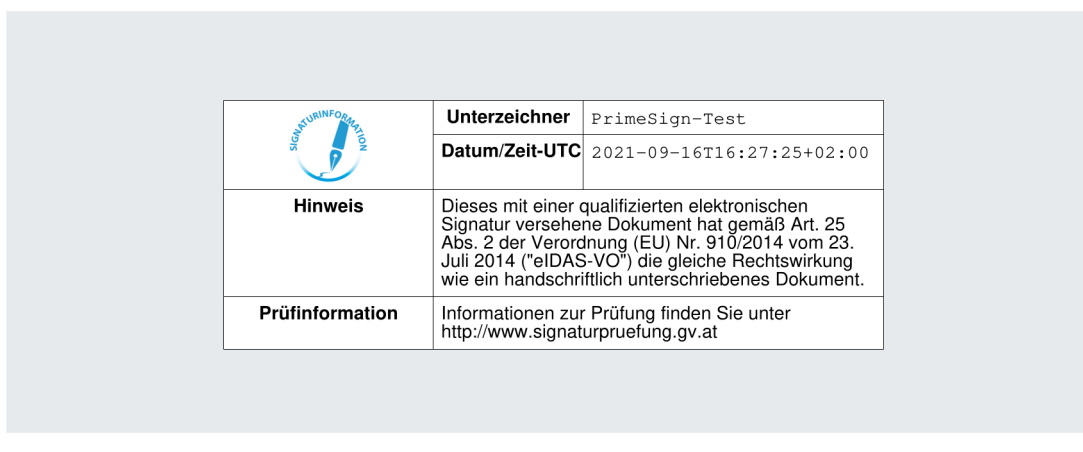 SIGNATURINFORMATION
Unterzeichner
PrimeSign-Test
Datum/Zeit-UTC
2021-09-16T16:27:25+02:00
Hinweis
Dieses mit einer qualifizierten elektronischen
Signatur versehene Dokument hat gemäß Art. 25
Abs. 2 der Verordnung (EU) Nr. 910/2014 vom 23.
Juli 2014 ("eIDAS-VO") die gleiche Rechtswirkung
wie ein handschriftlich unterschriebenes Dokument.
Prüfinformation
Informationen zur Prüfung finden Sie unter
http://www.signaturpruefung.gv.at